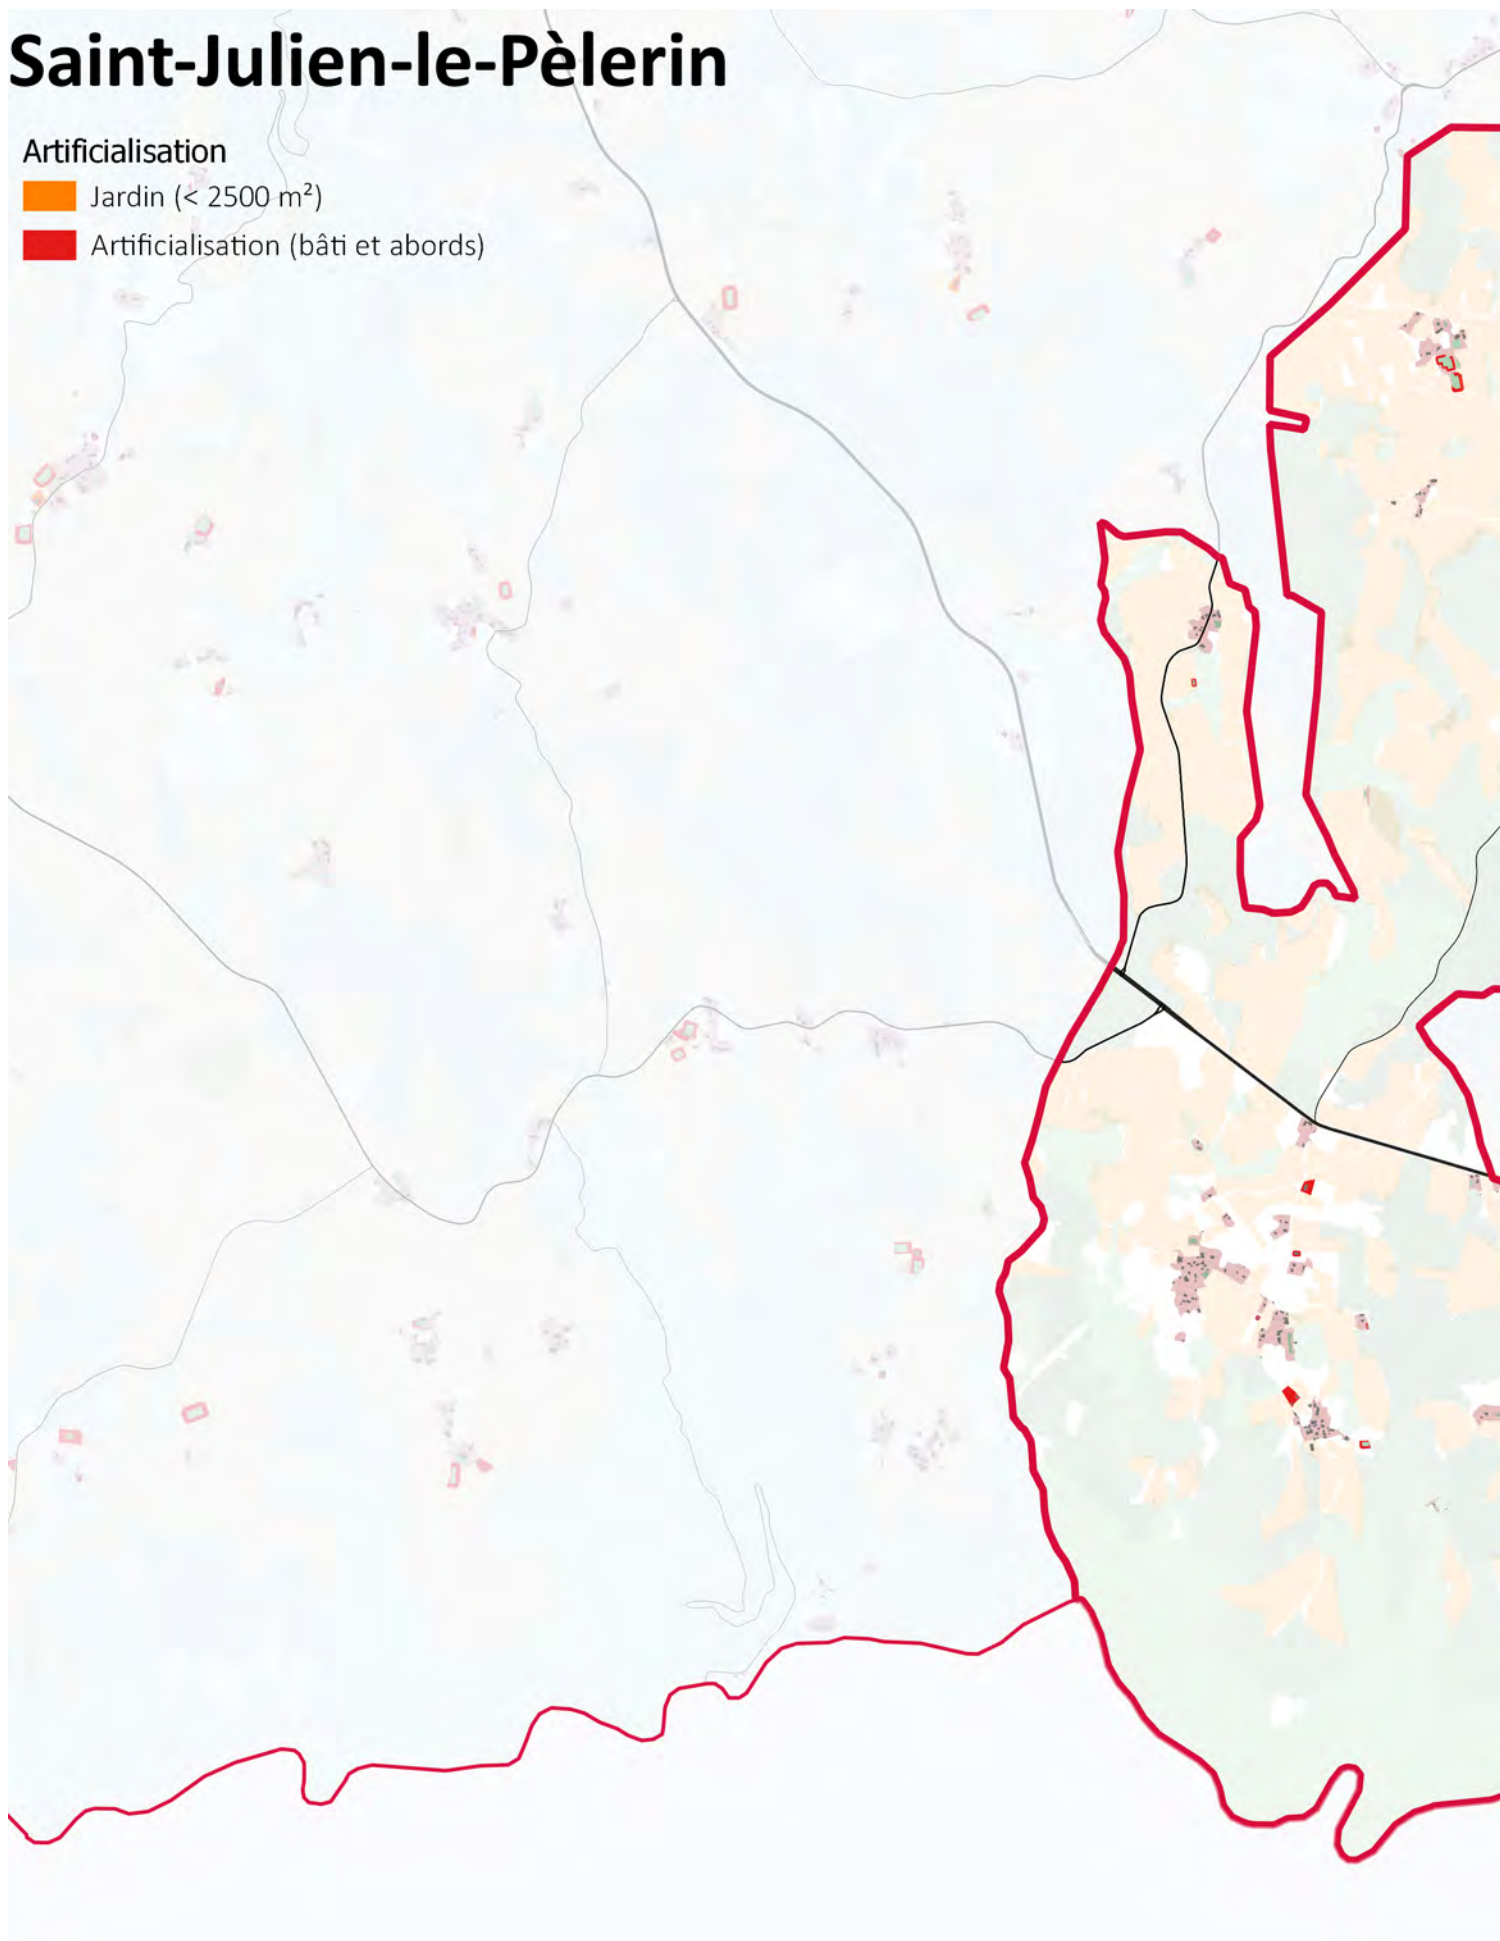 Saint-Julien-le-Pèlerin
Artificialisation
Jardin (< 2500 m²)
Artificialisation (bâti et abords)